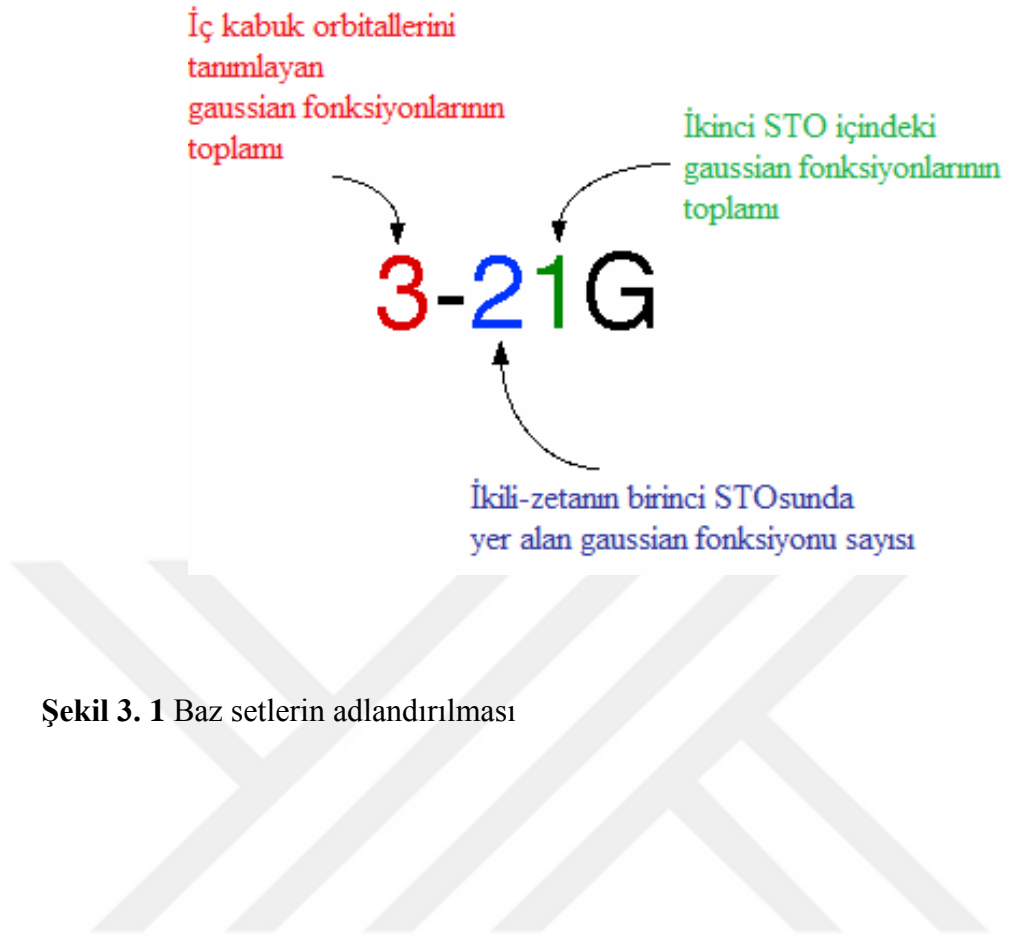 İç kabuk orbitallerini
tanımlayan
gaussian fonksiyonlarının
toplamı
İkinci STO içindeki
gaussian fonksiyonlarının
toplamı
3-21G
İkili-zetanın birinci STOsunda
yer alan gaussian fonksiyonu sayısı
Şekil 3. 1 Baz setlerin adlandırılması